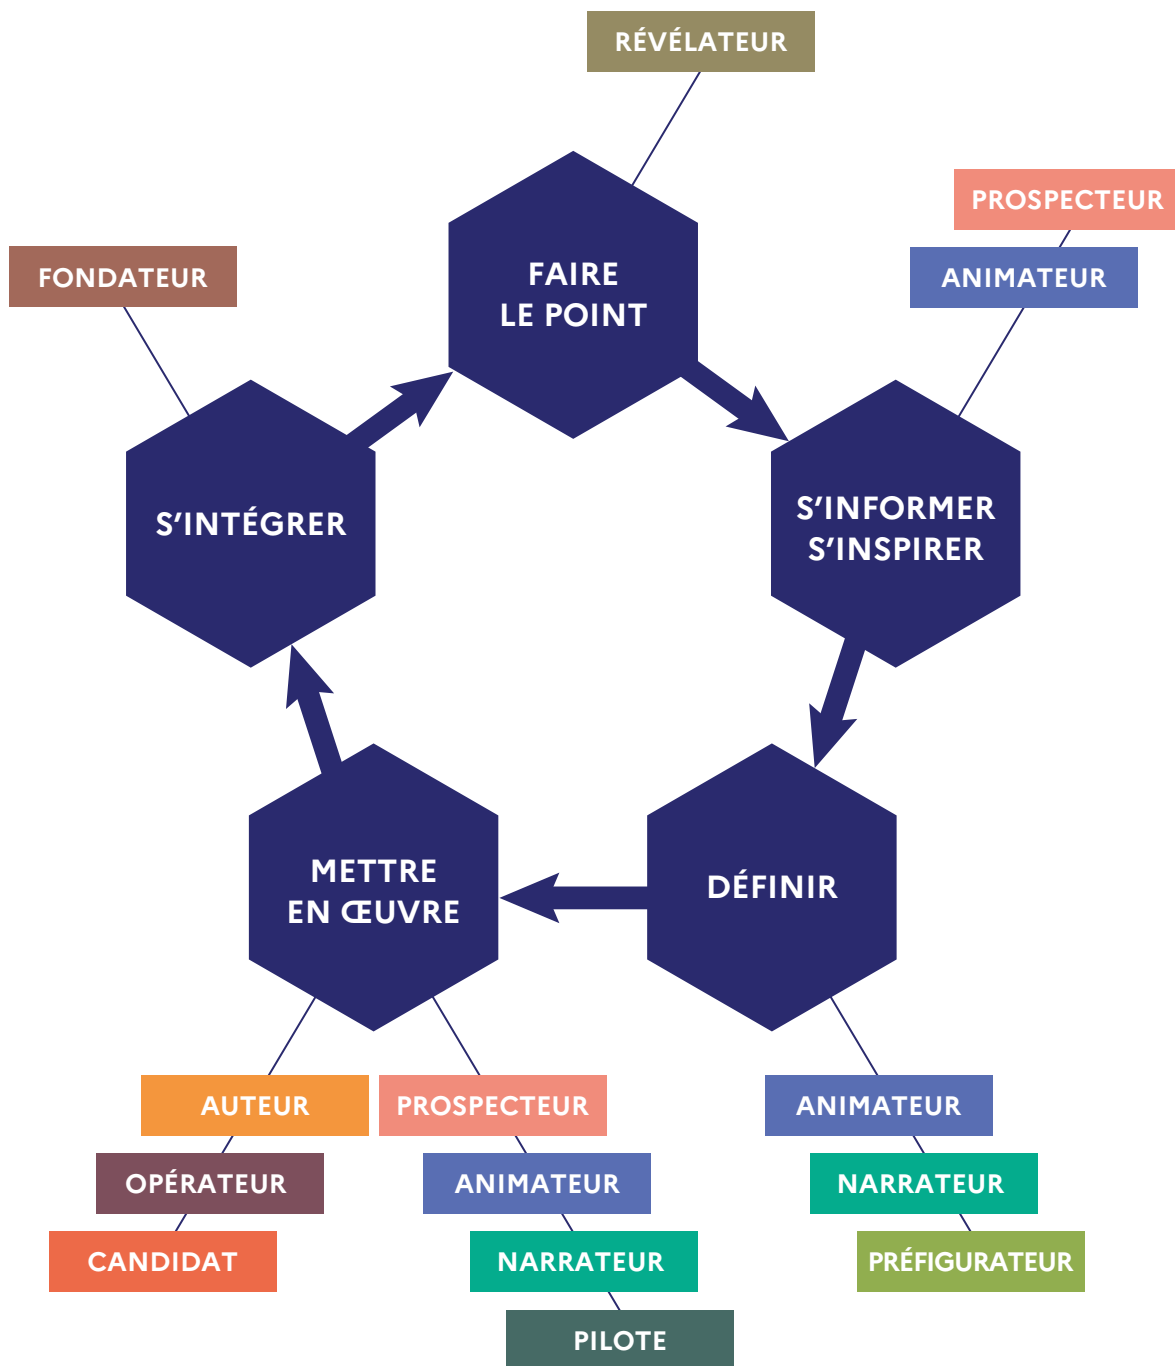 RÉVÉLATEUR
PROSPECTEUR
ANIMATEUR
FONDATEUR
FAIRE
LE POINT
S'INFORMER
S'INSPIRER
S'INTÉGRER
METTRE
EN ŒUVRE
DÉFINIR
AUTEUR
OPÉRATEUR
CANDIDAT
PROSPECTEUR
ANIMATEUR
NARRATEUR
PILOTE
ANIMATEUR
NARRATEUR
PRÉFIGURATEUR